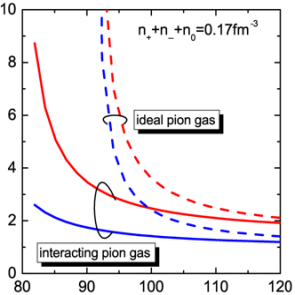 10
n₊+n₋+n₀=0.17fm⁻³
8
6
ideal pion gas
4
2
interacting pion gas
0
80 90 100 110 120